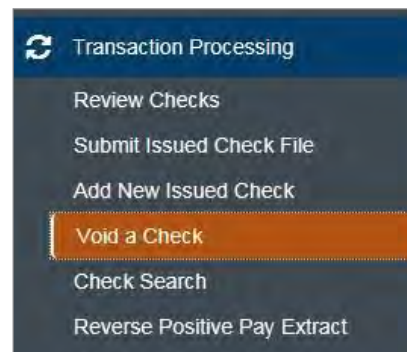 Transaction Processing
Review Checks
Submit Issued Check File
Add New Issued Check
Void a Check
Check Search
Reverse Positive Pay Extract